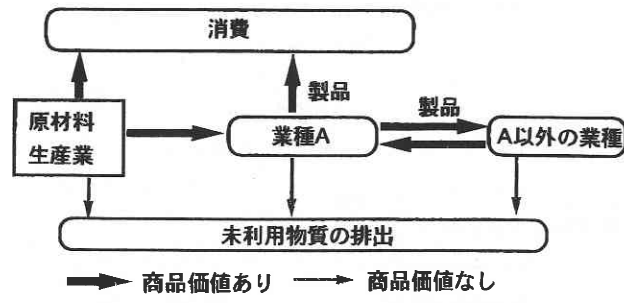 消費
製品
製品
原材料
生産業
業種A
A以外の業種
未利用物質の排出
商品価値あり
商品価値なし